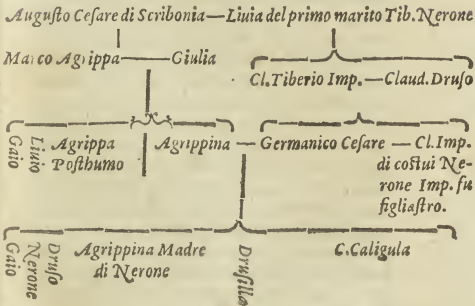 Augusto Cesare di Scribonia—Liuia del primo marito Tib. Nerone
Marco Agrippa—Giulia
Cl. Tiberio Imp.—Claud. Druso
Gaio
Liuio
Agrippa
Posthumo
Agrippina — Germanico Cesare — Cl. Imp.
di costui Ne-
rone Imp. fu
figliastro.
Gaio
Nerone
Druso
Agrippina Madre
di Nerone
Drusilla
C. Caligula